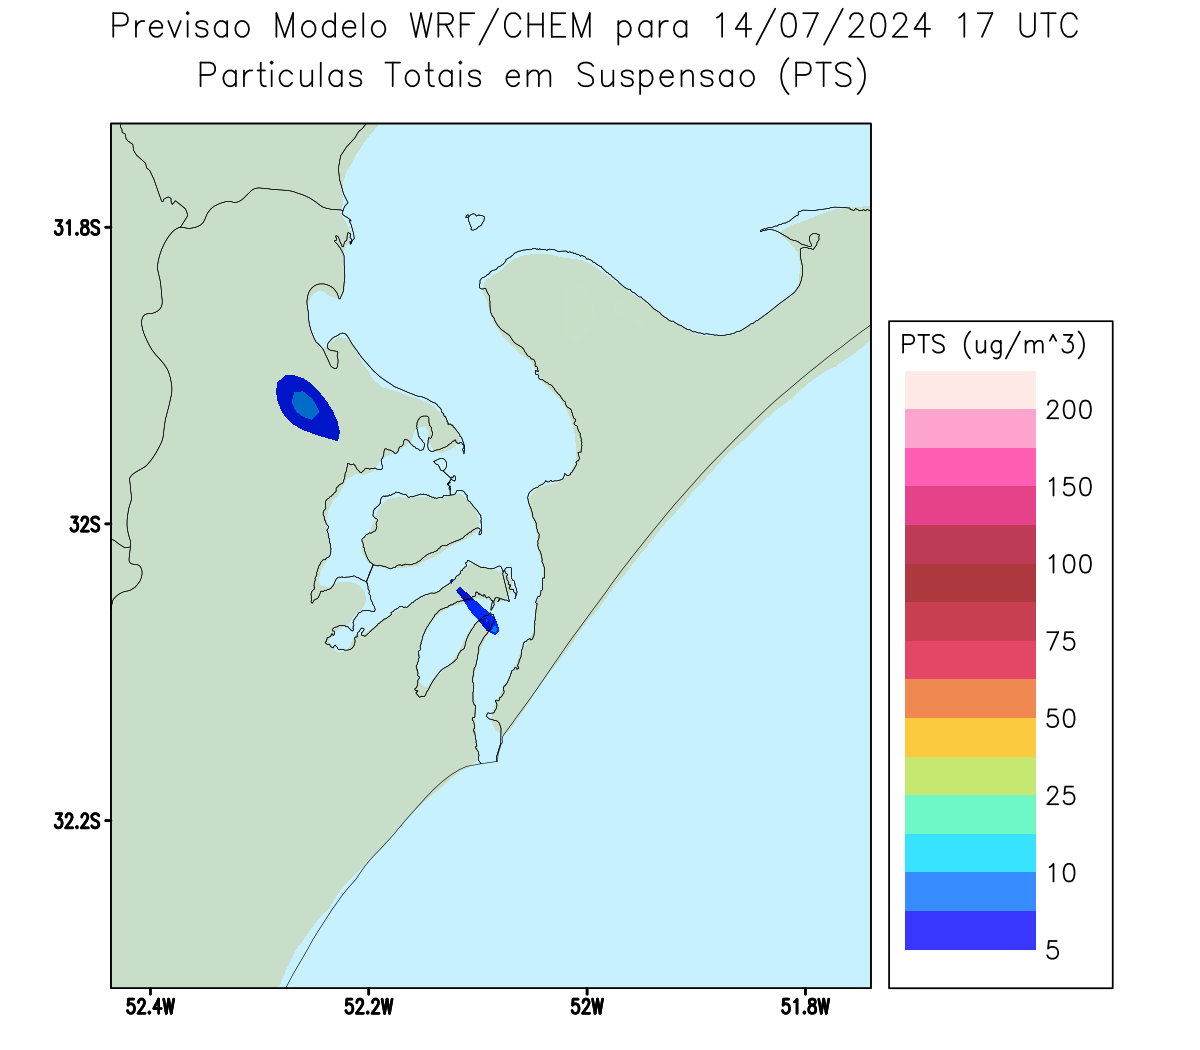 Previsao Modelo WRF/CHEM para 14/07/2024 17 UTC
Particulas Totais em Suspensao (PTS)
31.8S
32S
32.2S
52.4W
52.2W
52W
51.8W
PTS (ug/m^3)
200
150
100
75
50
25
10
5